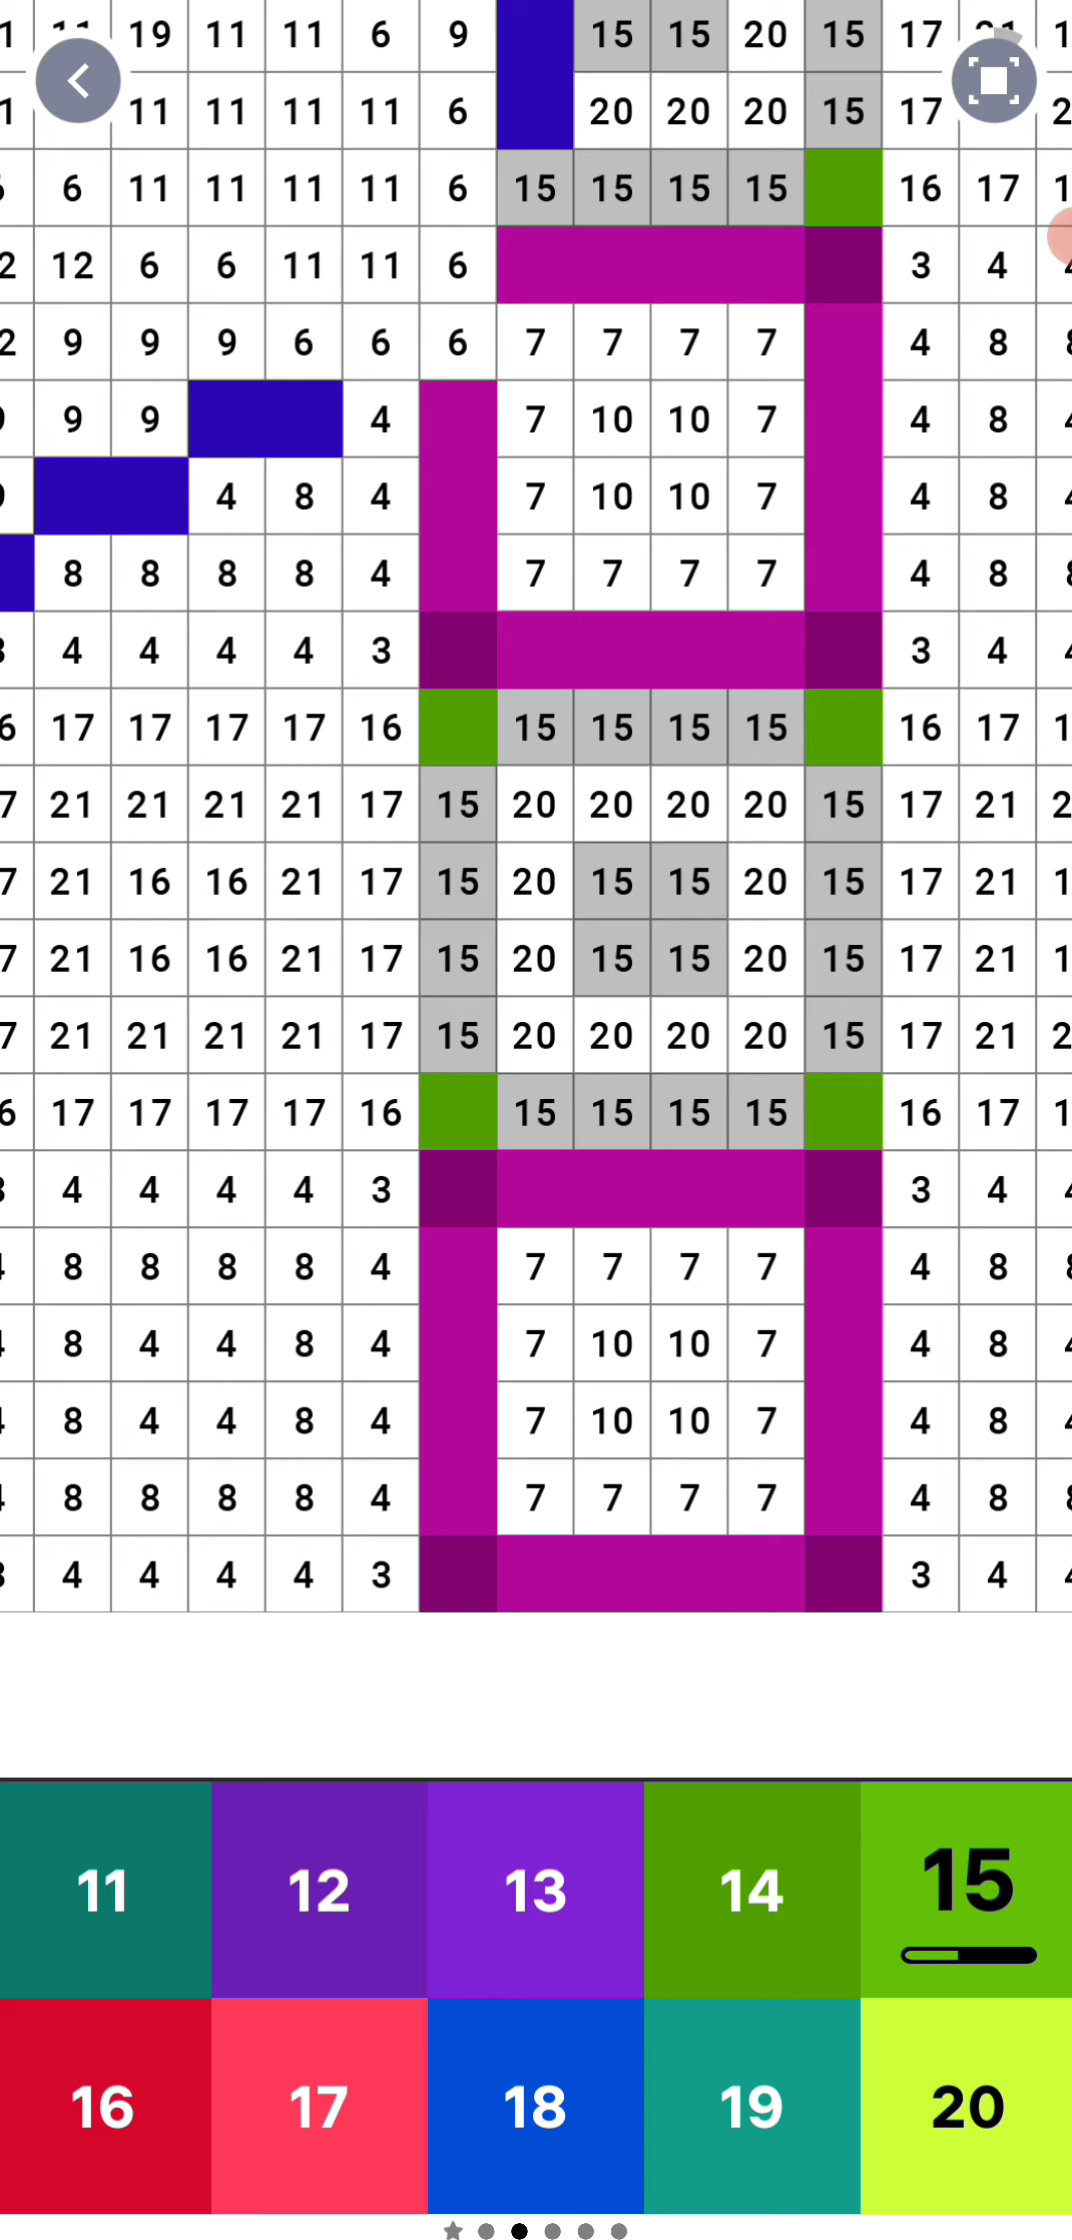 19 11 11 6 9 15 15 20 15 17
11 11 11 11 6 20 20 20 15 17
6 11 11 11 11 6 15 15 15 15 16 17
12 6 6 11 11 6 3 4
9 9 9 6 6 6 7 7 7 7 4 8
9 9 4 7 10 10 7 4 8
4 8 4 7 10 10 7 4 8
8 8 8 8 4 7 7 7 7 4 8
4 4 4 4 3 3 4
17 17 17 17 16 15 15 15 15 16 17
21 21 21 21 17 15 20 20 20 20 15 17 21
21 16 16 21 17 15 20 15 15 20 15 17 21
21 16 16 21 17 15 20 15 15 20 15 17 21
21 21 21 21 17 15 20 20 20 20 15 17 21
17 17 17 17 16 15 15 15 15 16 17
4 4 4 4 3 3 4
8 8 8 8 4 7 7 7 7 4 8
8 4 4 8 4 7 10 10 7 4 8
8 4 4 8 4 7 10 10 7 4 8
8 8 8 8 4 7 7 7 7 4 8
4 4 4 4 3 3 4
11 12 13 14 15
16 17 18 19 20